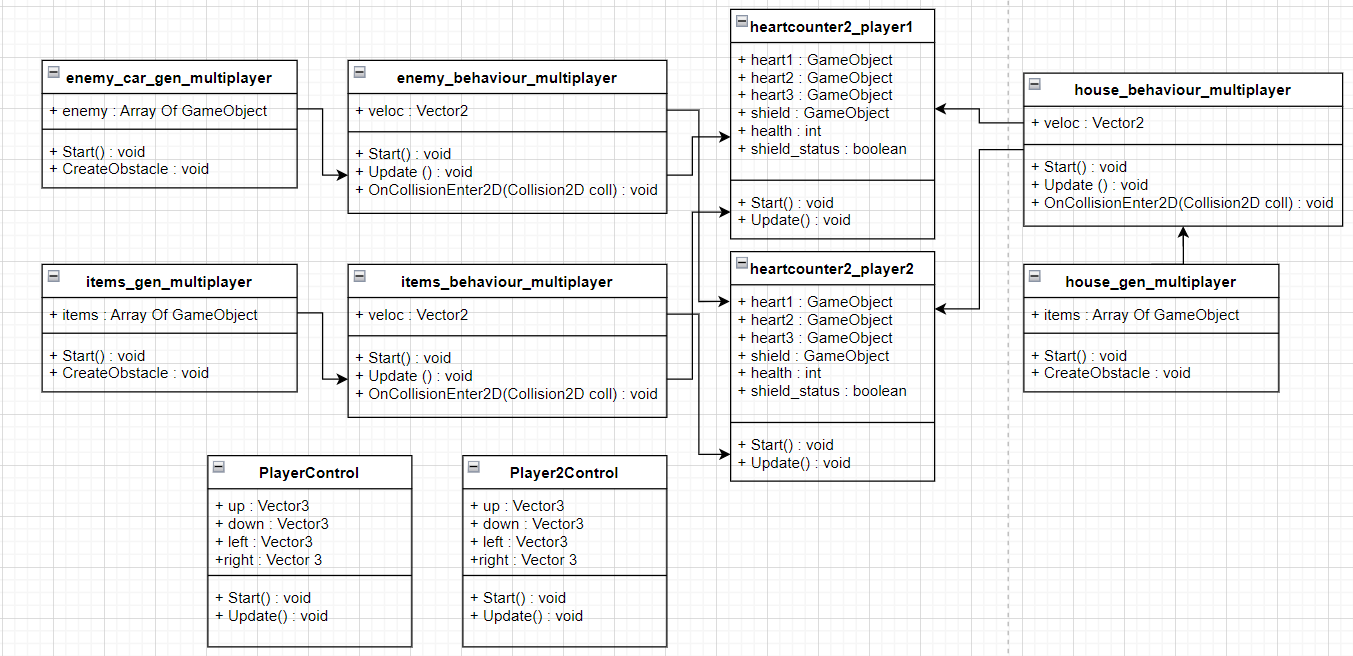 enemy_car_gen_multiplayer
+ enemy : Array Of GameObject
+ Start() : void
+ CreateObstacle : void
enemy_behaviour_multiplayer
+ veloc : Vector2
+ Start() : void
+ Update () : void
+ OnCollisionEnter2D(Collision2D coll) : void
heartcounter2_player1
+ heart1 : GameObject
+ heart2 : GameObject
+ heart3 : GameObject
+ shield : GameObject
+ health : int
+ shield_status : boolean
+ Start() : void
+ Update() : void
house_behaviour_multiplayer
+ veloc : Vector2
+ Start() : void
+ Update () : void
+ OnCollisionEnter2D(Collision2D coll) : void
items_gen_multiplayer
+ items : Array Of GameObject
+ Start() : void
+ CreateObstacle : void
items_behaviour_multiplayer
+ veloc : Vector2
+ Start() : void
+ Update () : void
+ OnCollisionEnter2D(Collision2D coll) : void
heartcounter2_player2
+ heart1 : GameObject
+ heart2 : GameObject
+ heart3 : GameObject
+ shield : GameObject
+ health : int
+ shield_status : boolean
+ Start() : void
+ Update() : void
house_gen_multiplayer
+ items : Array Of GameObject
+ Start() : void
+ CreateObstacle : void
PlayerControl
+ up : Vector3
+ down : Vector3
+ left : Vector3
+right : Vector 3
+ Start() : void
+ Update() : void
Player2Control
+ up : Vector3
+ down : Vector3
+ left : Vector3
+right : Vector 3
+ Start() : void
+ Update() : void